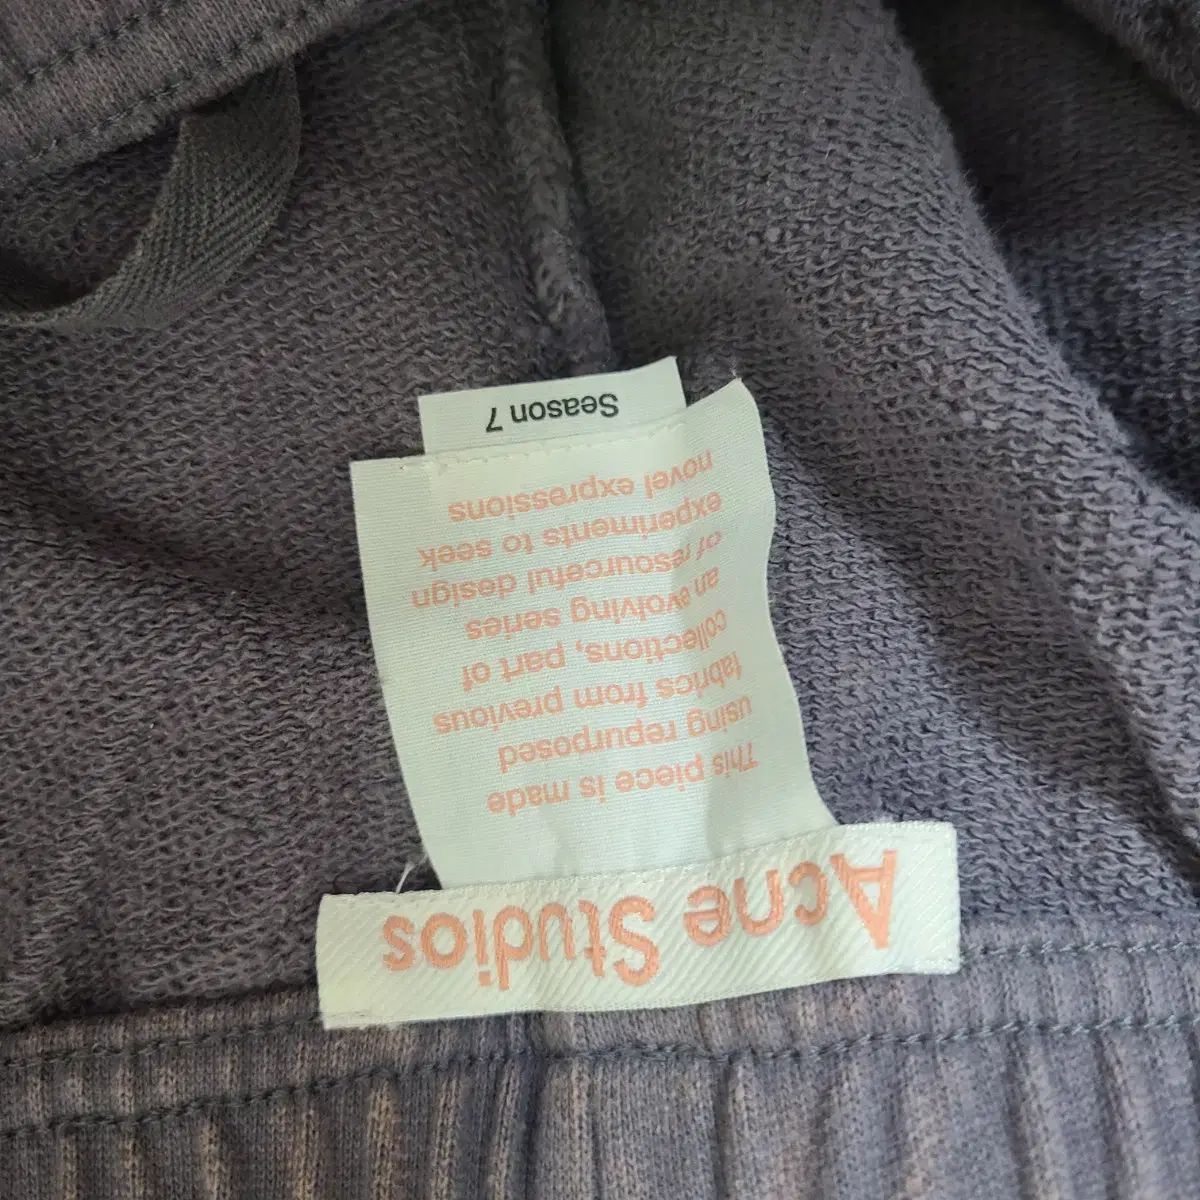 Acne Studios
This piece is made
using repurposed
fabrics from previous
collections, part of
an evolving series
of resourceful design
experiments to seek
novel expressions
Season 7